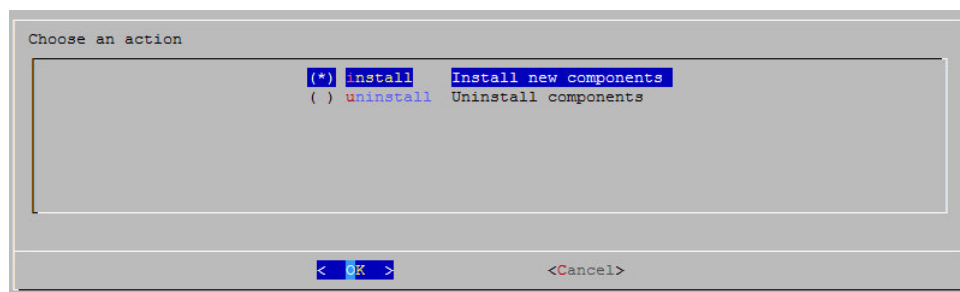 Choose an action
(*) install Install new components
( ) uninstall Uninstall components
< OK > <Cancel>